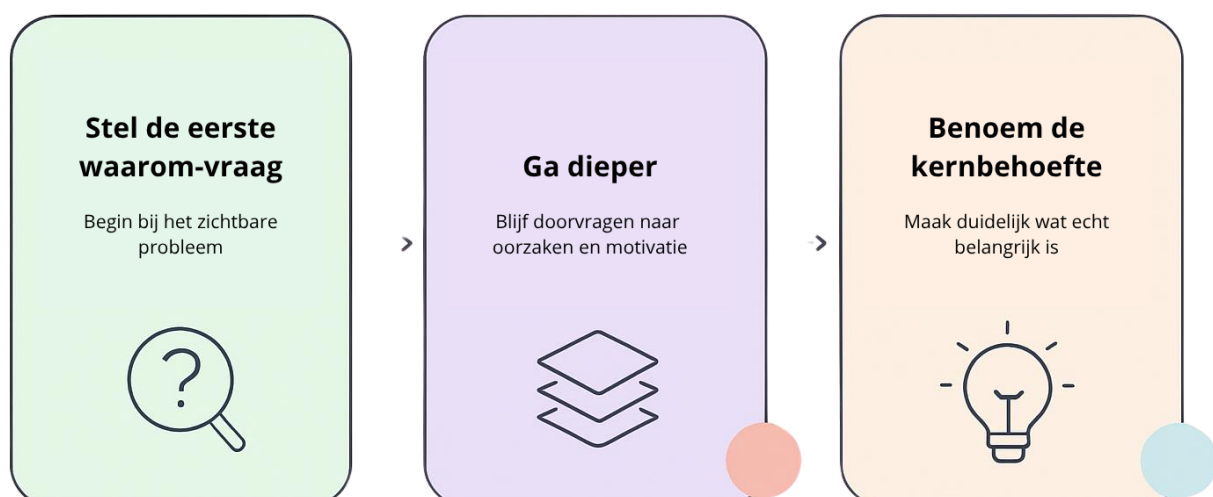 Stel de eerste
waarom-vraag
Begin bij het zichtbare
probleem
Ga dieper
Blijf doorvragen naar
oorzaken en motivatie
Benoem de
kernbehoefte
Maak duidelijk wat echt
belangrijk is